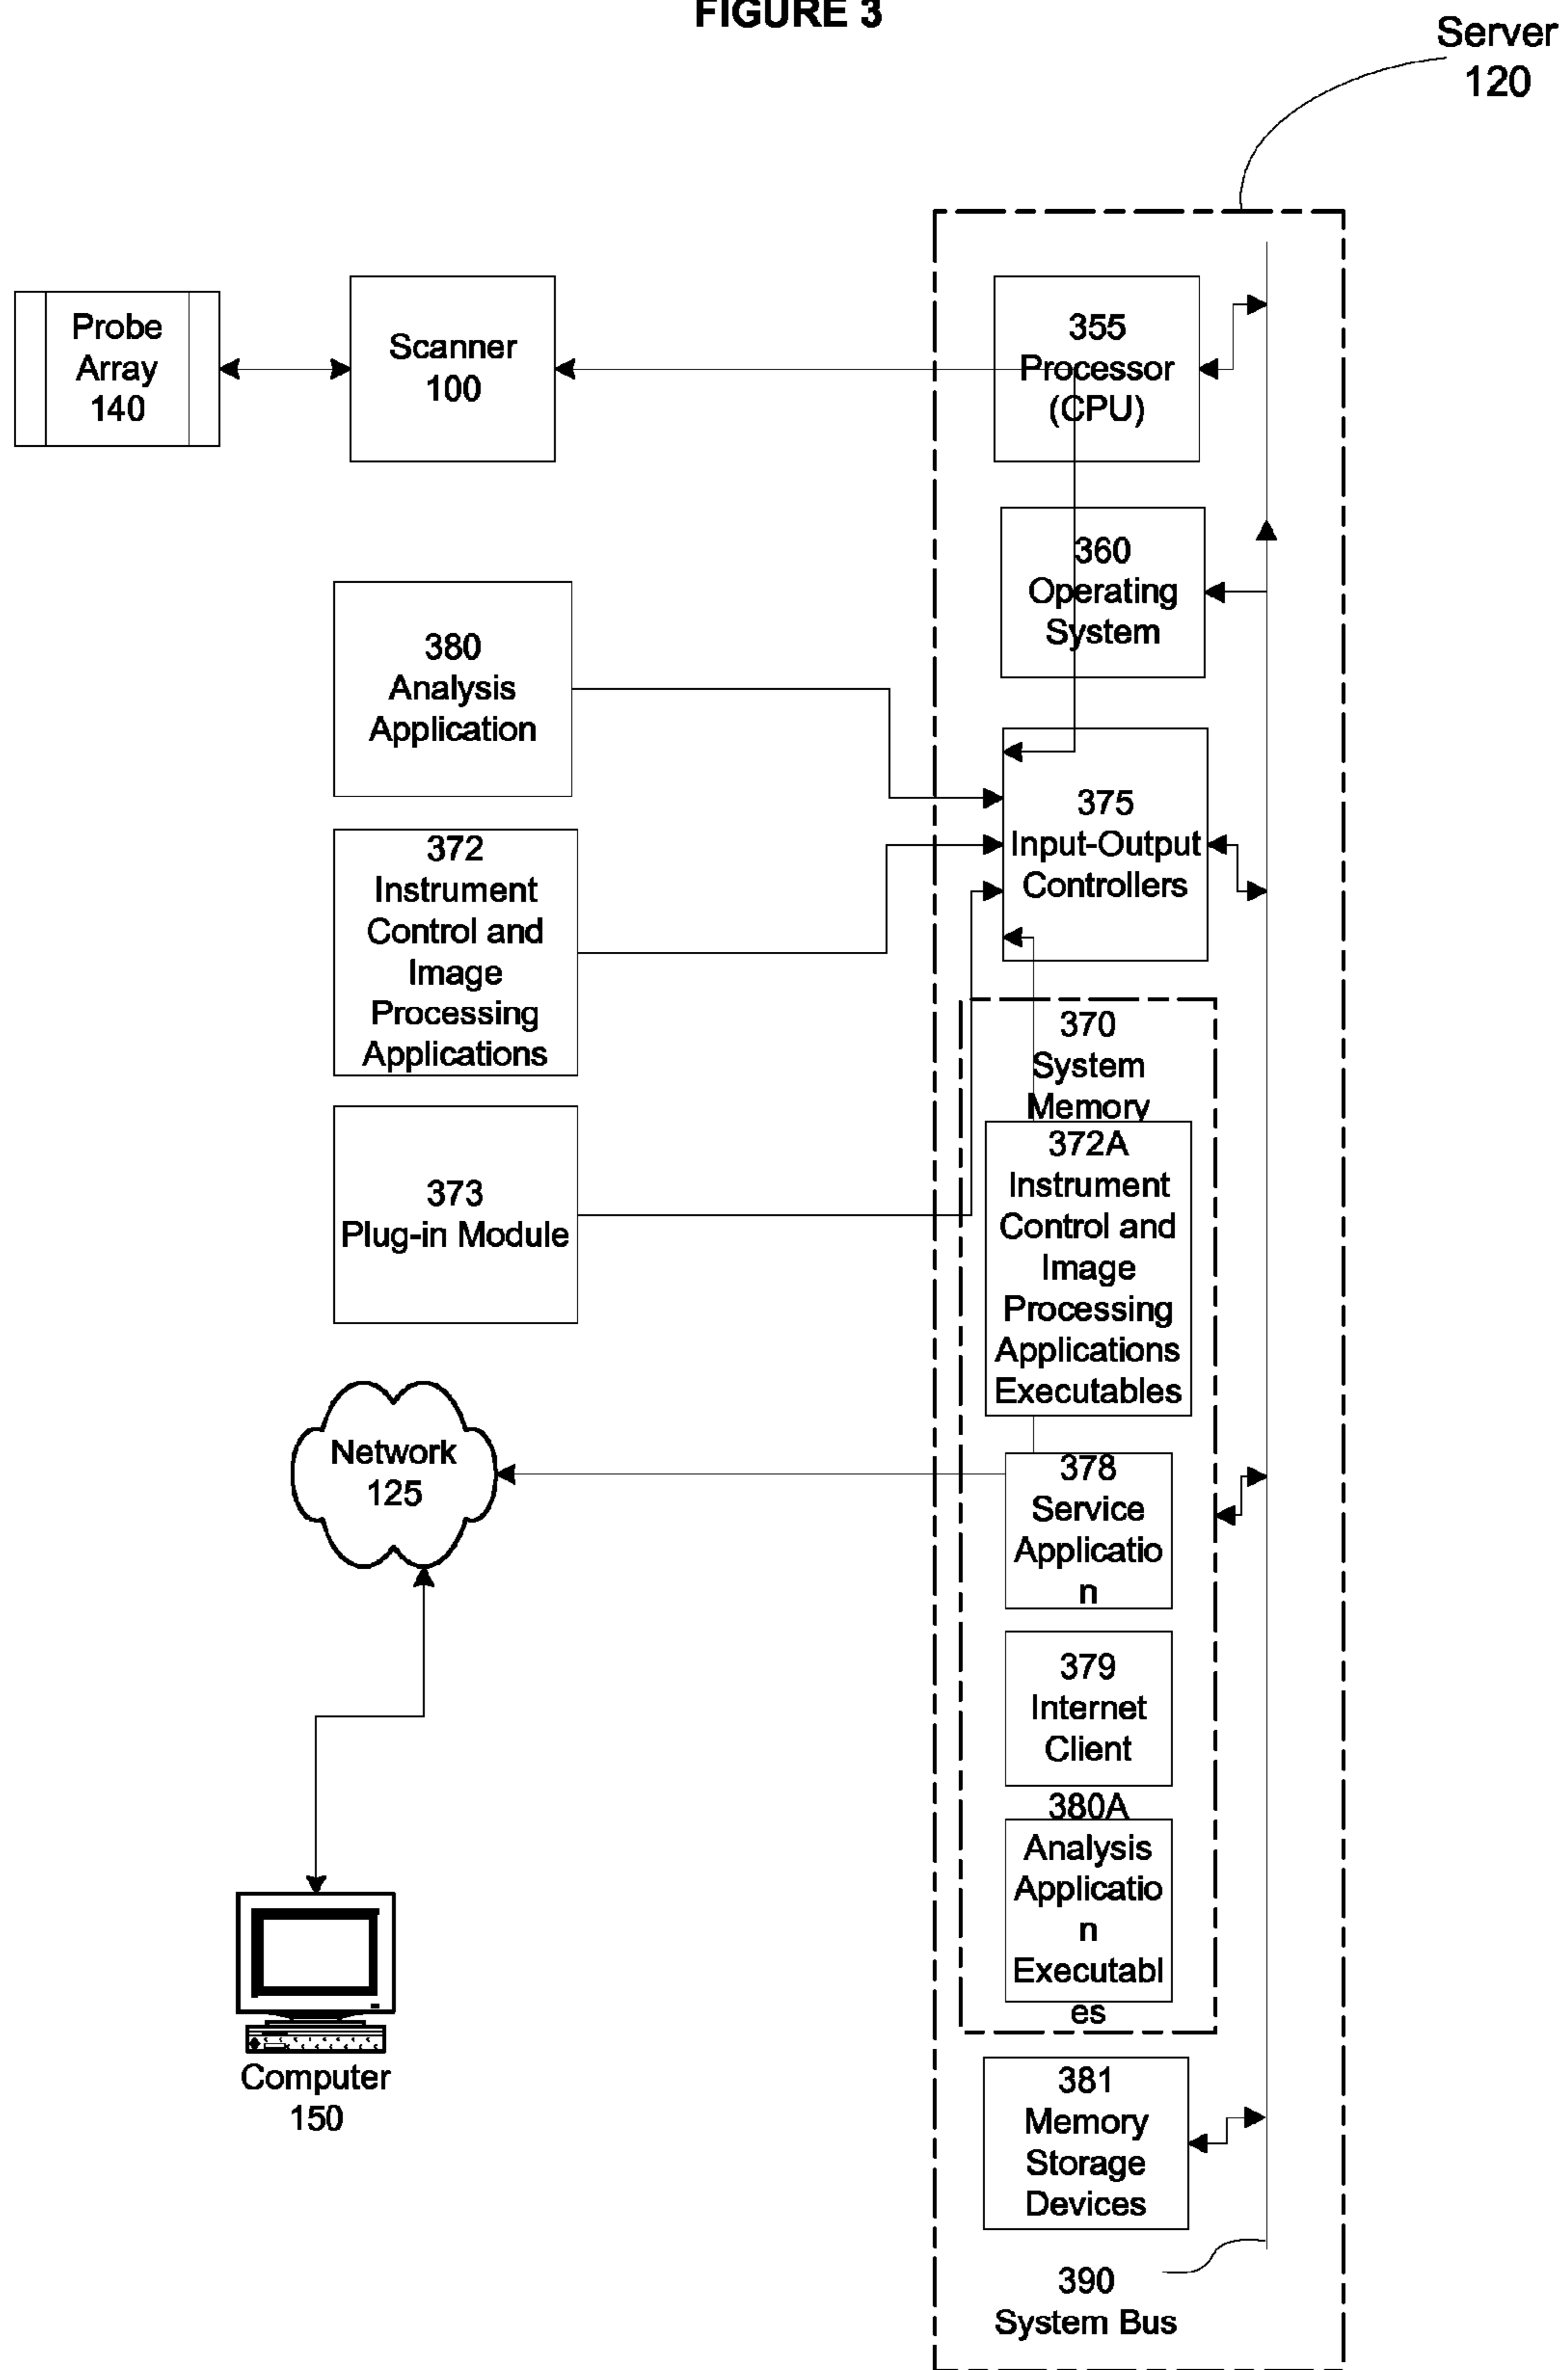 FIGURE 3
Server
120
Probe
Array
140
Scanner
100
355
Processor
(CPU)
360
Operating
System
380
Analysis
Application
375
Input-Output
Controllers
372
Instrument
Control and
Image
Processing
Applications
370
System
Memory
372A
Instrument
Control and
Image
Processing
Applications
Executables
373
Plug-in Module
Network
125
378
Service
Applicatio
n
379
Internet
Client
380A
Analysis
Applicatio
n
Executabl
es
Computer
150
381
Memory
Storage
Devices
390
System Bus